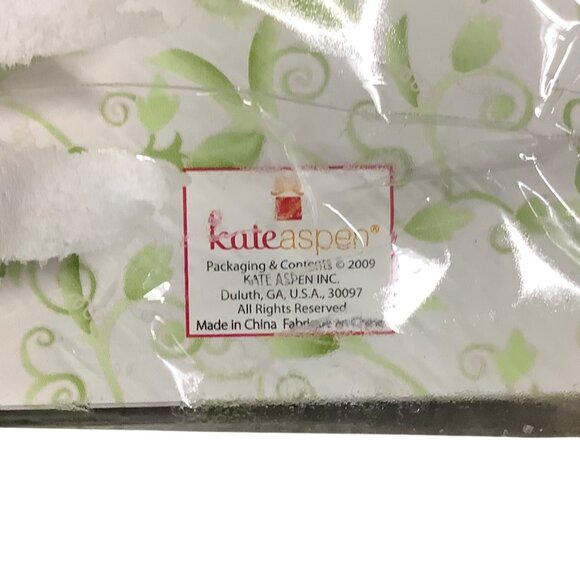 kateaspen®
Packaging & Contents © 2009
KATE ASPEN INC.
Duluth, GA, U.S.A., 30097
All Rights Reserved
Made in China Fabriqué en Chine